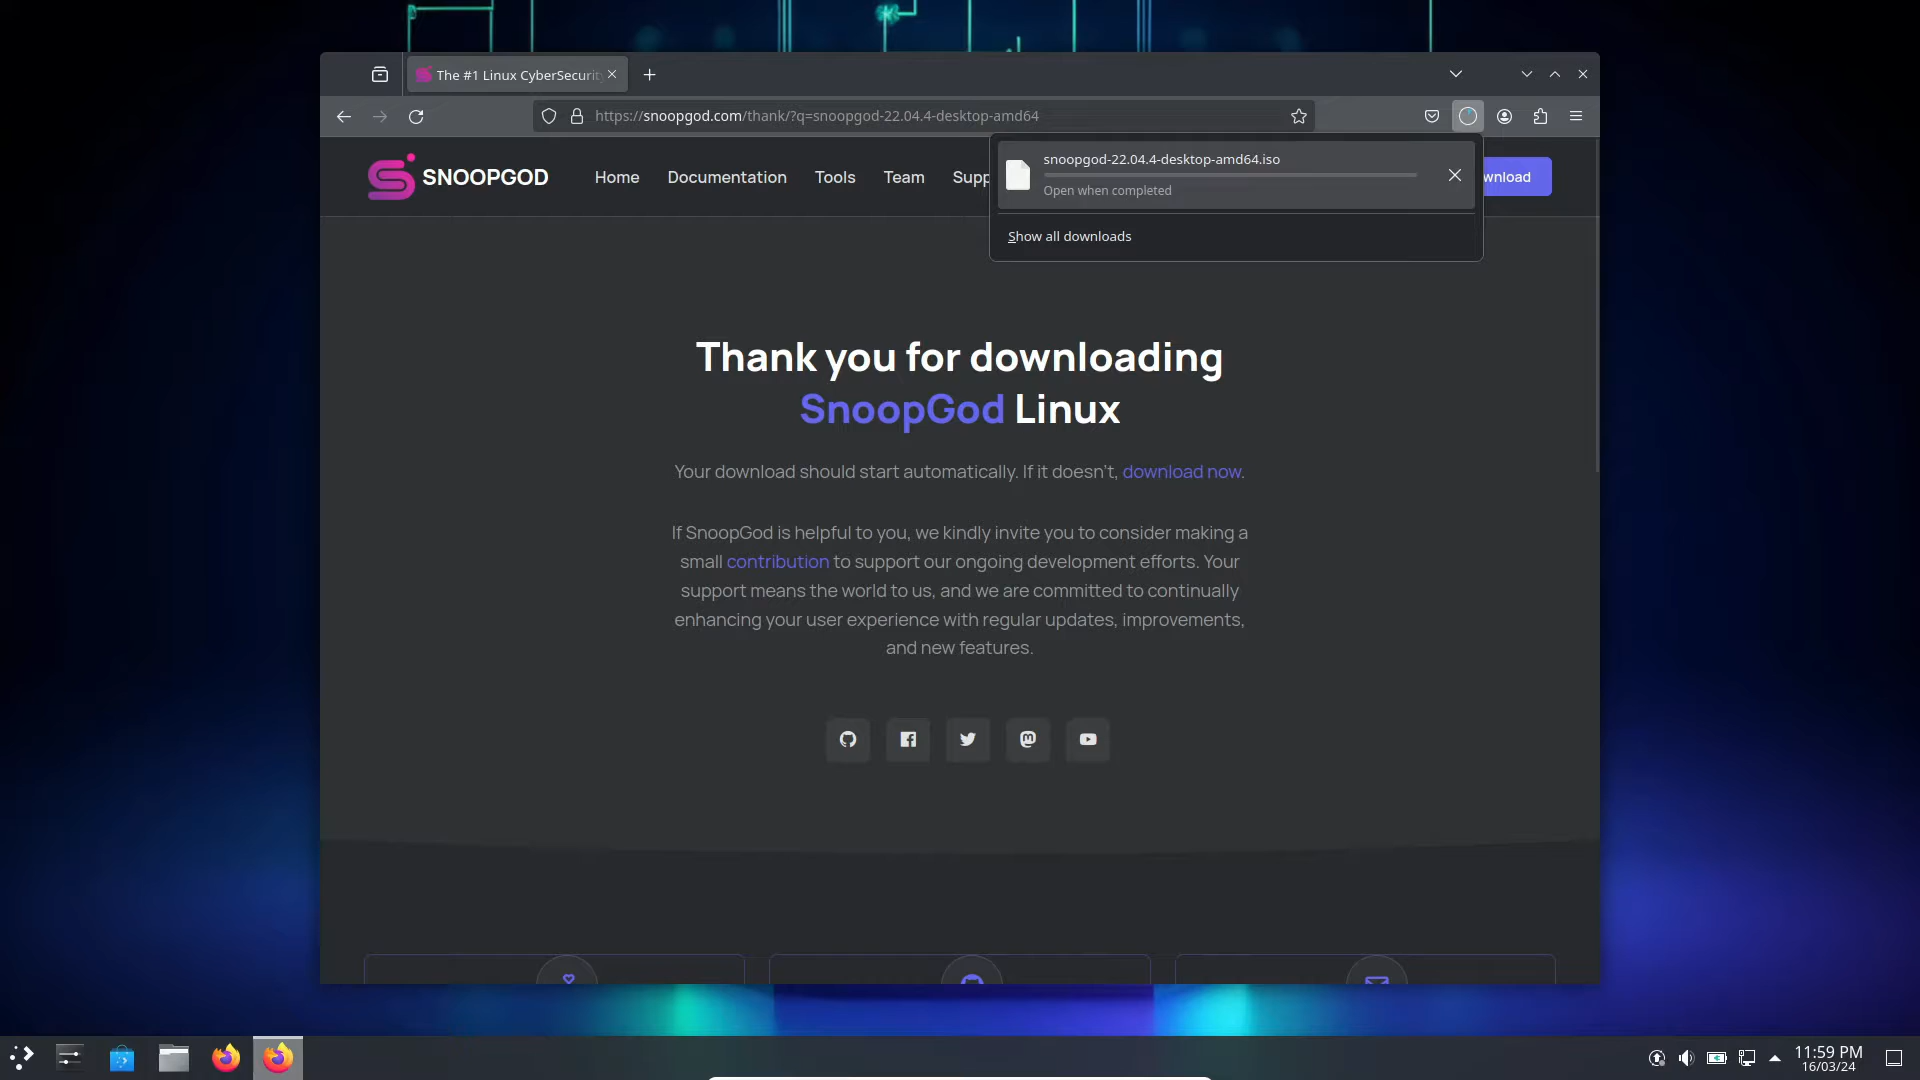 The #1 Linux CyberSecurity
https://snoopgod.com/thank/?q=snoopgod-22.04.4-desktop-amd64
snoopgod-22.04.4-desktop-amd64.iso
Open when completed
Show all downloads
SNOOPGOD
Home
Documentation
Tools
Team
Supp
wnload
Thank you for downloading
SnoopGod Linux
Your download should start automatically. If it doesn't, download now.
If SnoopGod is helpful to you, we kindly invite you to consider making a
small contribution to support our ongoing development efforts. Your
support means the world to us, and we are committed to continually
enhancing your user experience with regular updates, improvements,
and new features.
11:59 PM
16/03/24